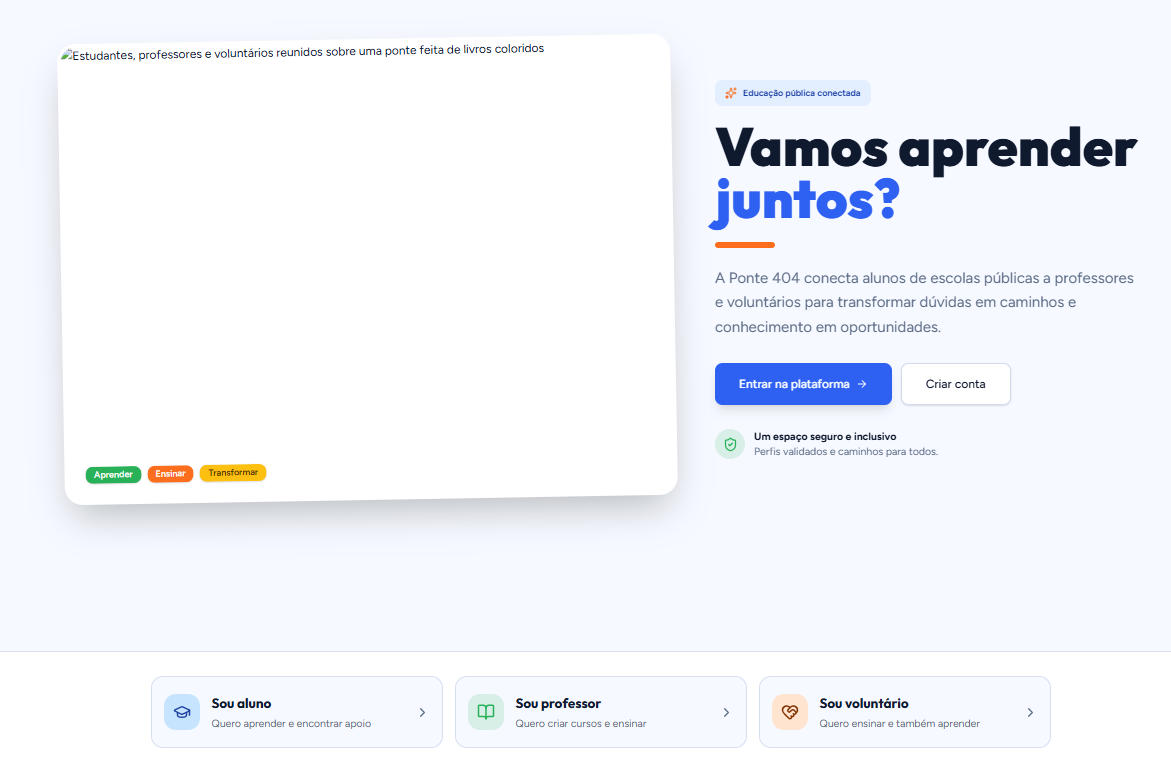 Estudantes, professores e voluntários reunidos sobre uma ponte feita de livros coloridos
Aprender
Ensinar
Transformar
Educação pública conectada
Vamos aprender
juntos?
A Ponte 404 conecta alunos de escolas públicas a professores
e voluntários para transformar dúvidas em caminhos e
conhecimento em oportunidades.
Entrar na plataforma
Criar conta
Um espaço seguro e inclusivo
Perfis validados e caminhos para todos.
Sou aluno
Quero aprender e encontrar apoio
Sou professor
Quero criar cursos e ensinar
Sou voluntário
Quero ensinar e também aprender